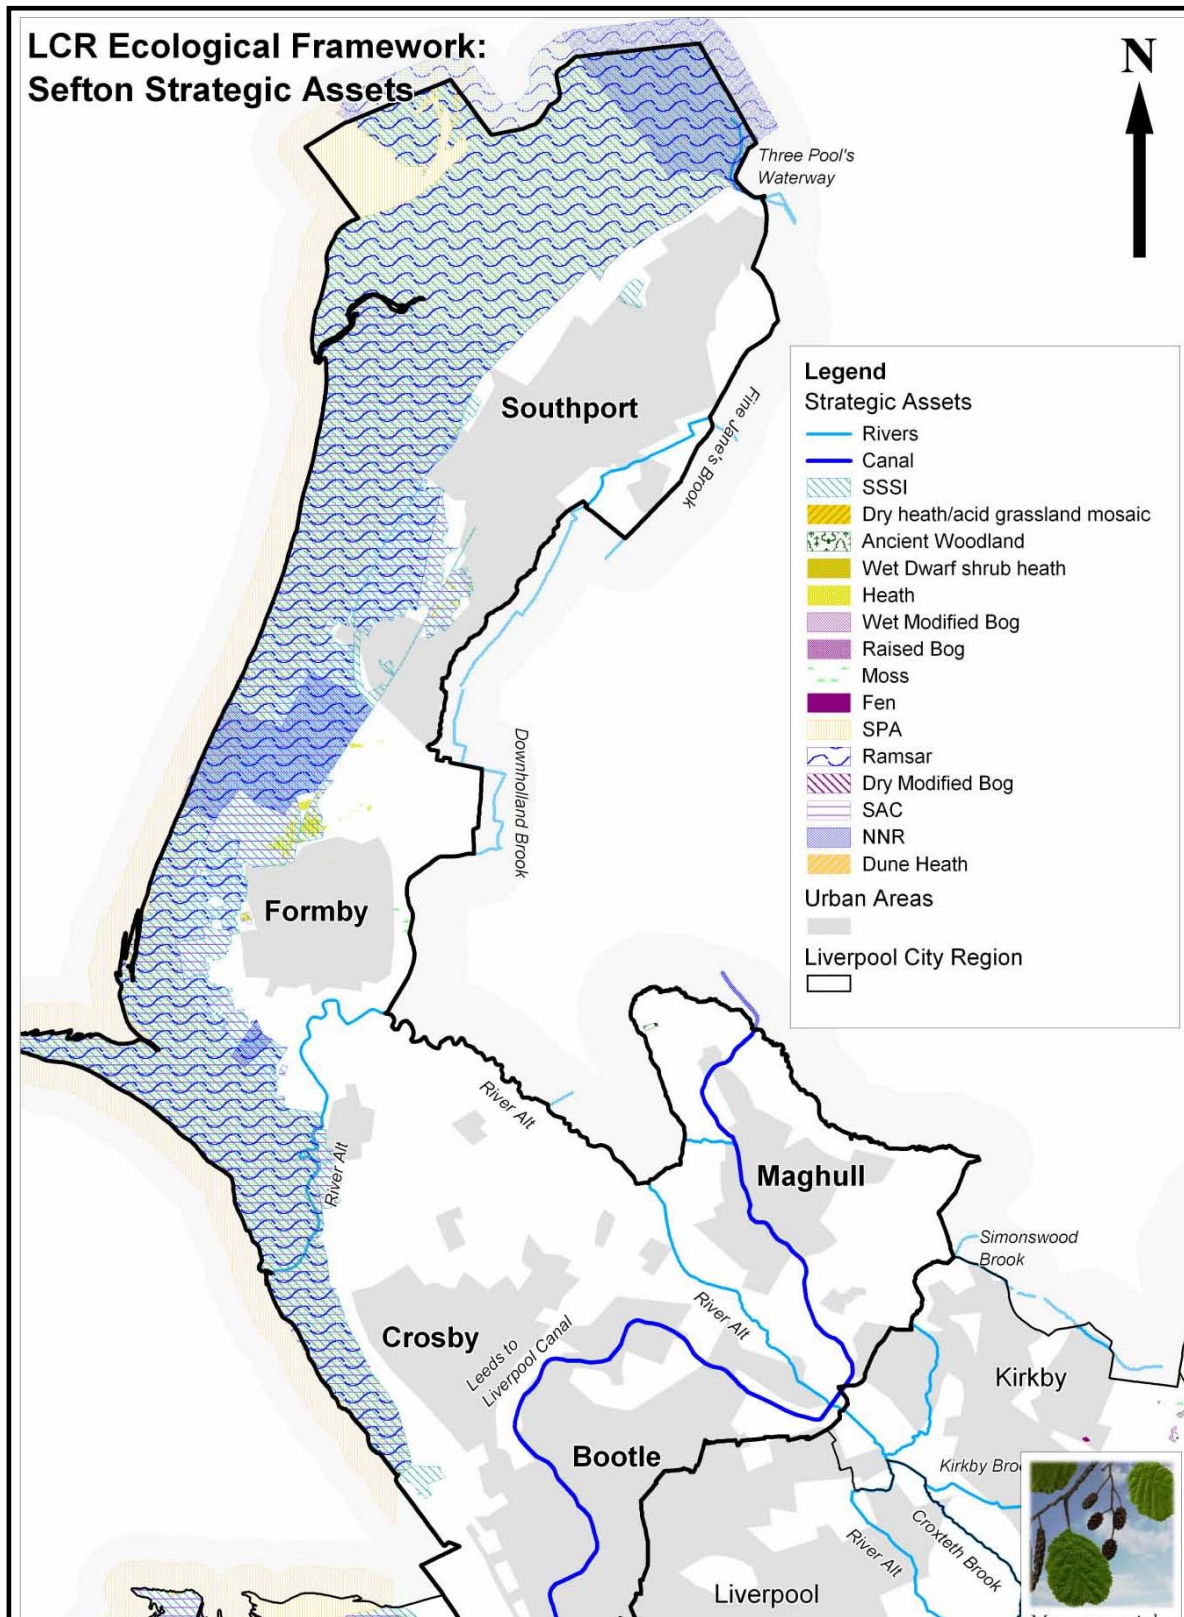 LCR Ecological Framework:
Sefton Strategic Assets
N
Three Pool's
Waterway
Southport
Fine Jane's Brook
Legend
Strategic Assets
Rivers
Canal
SSSI
Dry heath/acid grassland mosaic
Ancient Woodland
Wet Dwarf shrub heath
Heath
Wet Modified Bog
Raised Bog
Moss
Fen
SPA
Ramsar
Dry Modified Bog
SAC
NNR
Dune Heath
Urban Areas
Liverpool City Region
Downholland Brook
Formby
River Alt
River Alt
Maghull
Simonswood
Brook
River Alt
Crosby
Leeds to
Liverpool Canal
Kirkby
Bootle
Kirkby
Croxteth Brook
River Alt
Liverpool